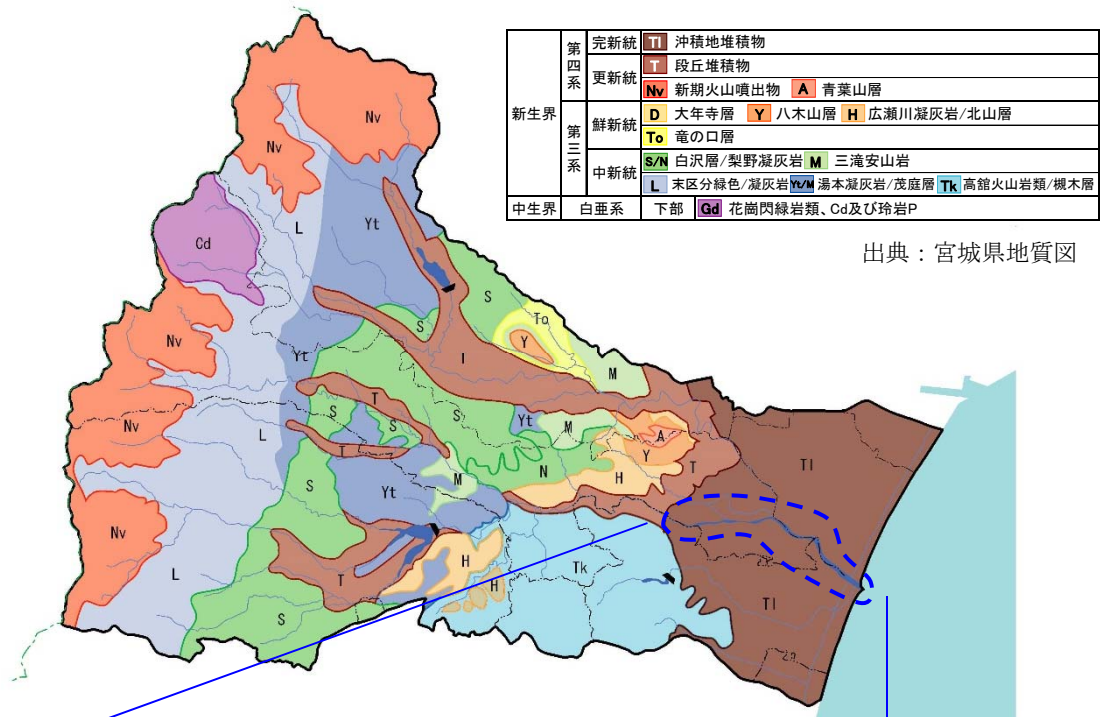 新生界 第四系 完新統 Tl 沖積地堆積物
更新統 T 段丘堆積物
Nv 新期火山噴出物 A 青葉山層
第三系 鮮新統 D 大年寺層 Y 八木山層 H 広瀬川凝灰岩/北山層
To 竜の口層
中新統 S/N 白沢層/梨野凝灰岩 M 三滝安山岩
L 末区分緑色/凝灰岩 Yt/M 湯本凝灰岩/茂庭層 Tk 高舘火山岩類/槻木層
中生界 白亜系 下部 Gd 花崗閃緑岩類、Cd及び玲岩P
出典：宮城県地質図
Nv
Nv
L
Yt
Cd
S
To
S
Nv
Y
Yt
I
M
T
S
S
S
Yt
M
A
Nv
L
Y
T
Tl
T
N
S
M
H
Yt
Nv
H
Tk
T
H
L
Tl
S